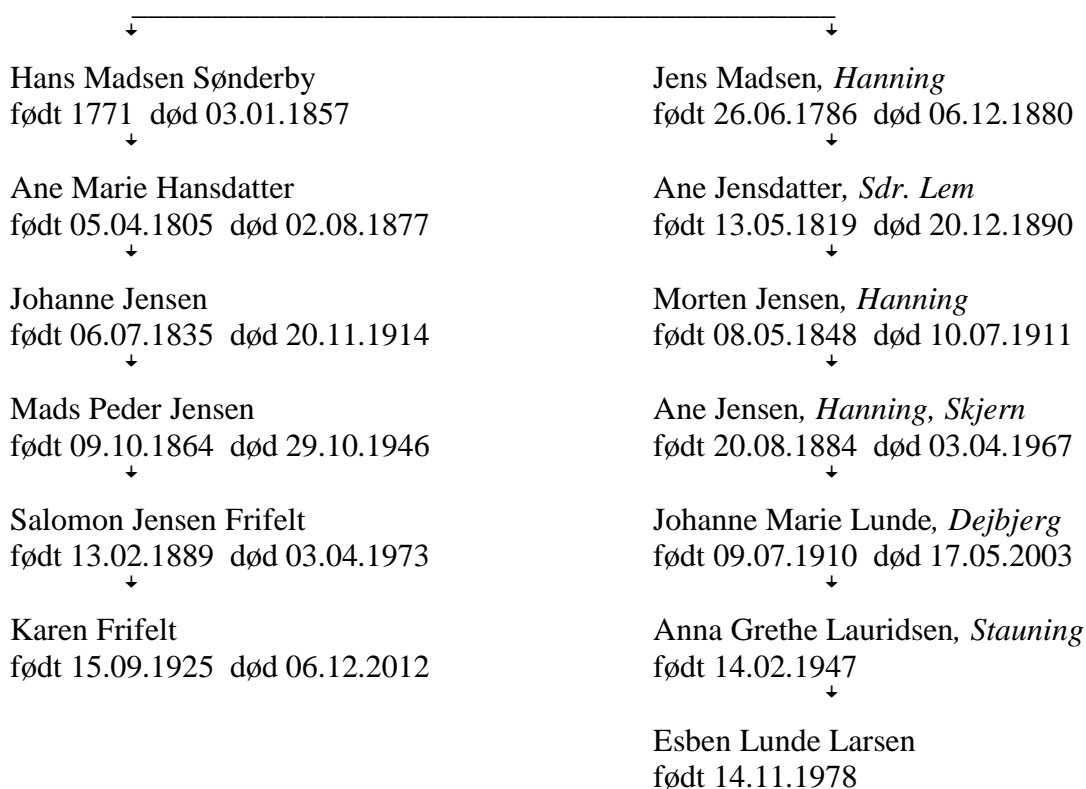 Hans Madsen Sønderby
født 1771 død 03.01.1857
Ane Marie Hansdatter
født 05.04.1805 død 02.08.1877
Johanne Jensen
født 06.07.1835 død 20.11.1914
Mads Peder Jensen
født 09.10.1864 død 29.10.1946
Salomon Jensen Frifelt
født 13.02.1889 død 03.04.1973
Karen Frifelt
født 15.09.1925 død 06.12.2012
Jens Madsen, Hanning
født 26.06.1786 død 06.12.1880
Ane Jensdatter, Sdr. Lem
født 13.05.1819 død 20.12.1890
Morten Jensen, Hanning
født 08.05.1848 død 10.07.1911
Ane Jensen, Hanning, Skjern
født 20.08.1884 død 03.04.1967
Johanne Marie Lunde, Dejbjerg
født 09.07.1910 død 17.05.2003
Anna Grethe Lauridsen, Stauning
født 14.02.1947
Esben Lunde Larsen
født 14.11.1978